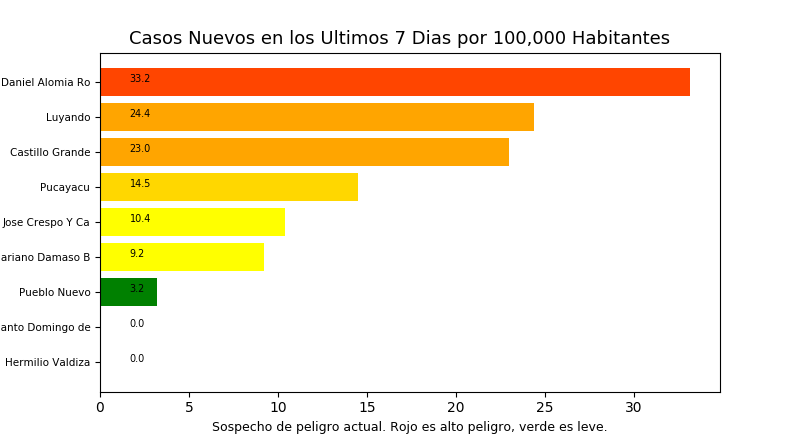 Casos Nuevos en los Ultimos 7 Dias por 100,000 Habitantes
Daniel Alomia Ro 33.2
Luyando 24.4
Castillo Grande 23.0
Pucayacu 14.5
Jose Crespo Y Ca 10.4
ariano Damaso B 9.2
Pueblo Nuevo 3.2
anto Domingo de 0.0
Hermilio Valdiza 0.0
0 5 10 15 20 25 30
Sospecho de peligro actual. Rojo es alto peligro, verde es leve.